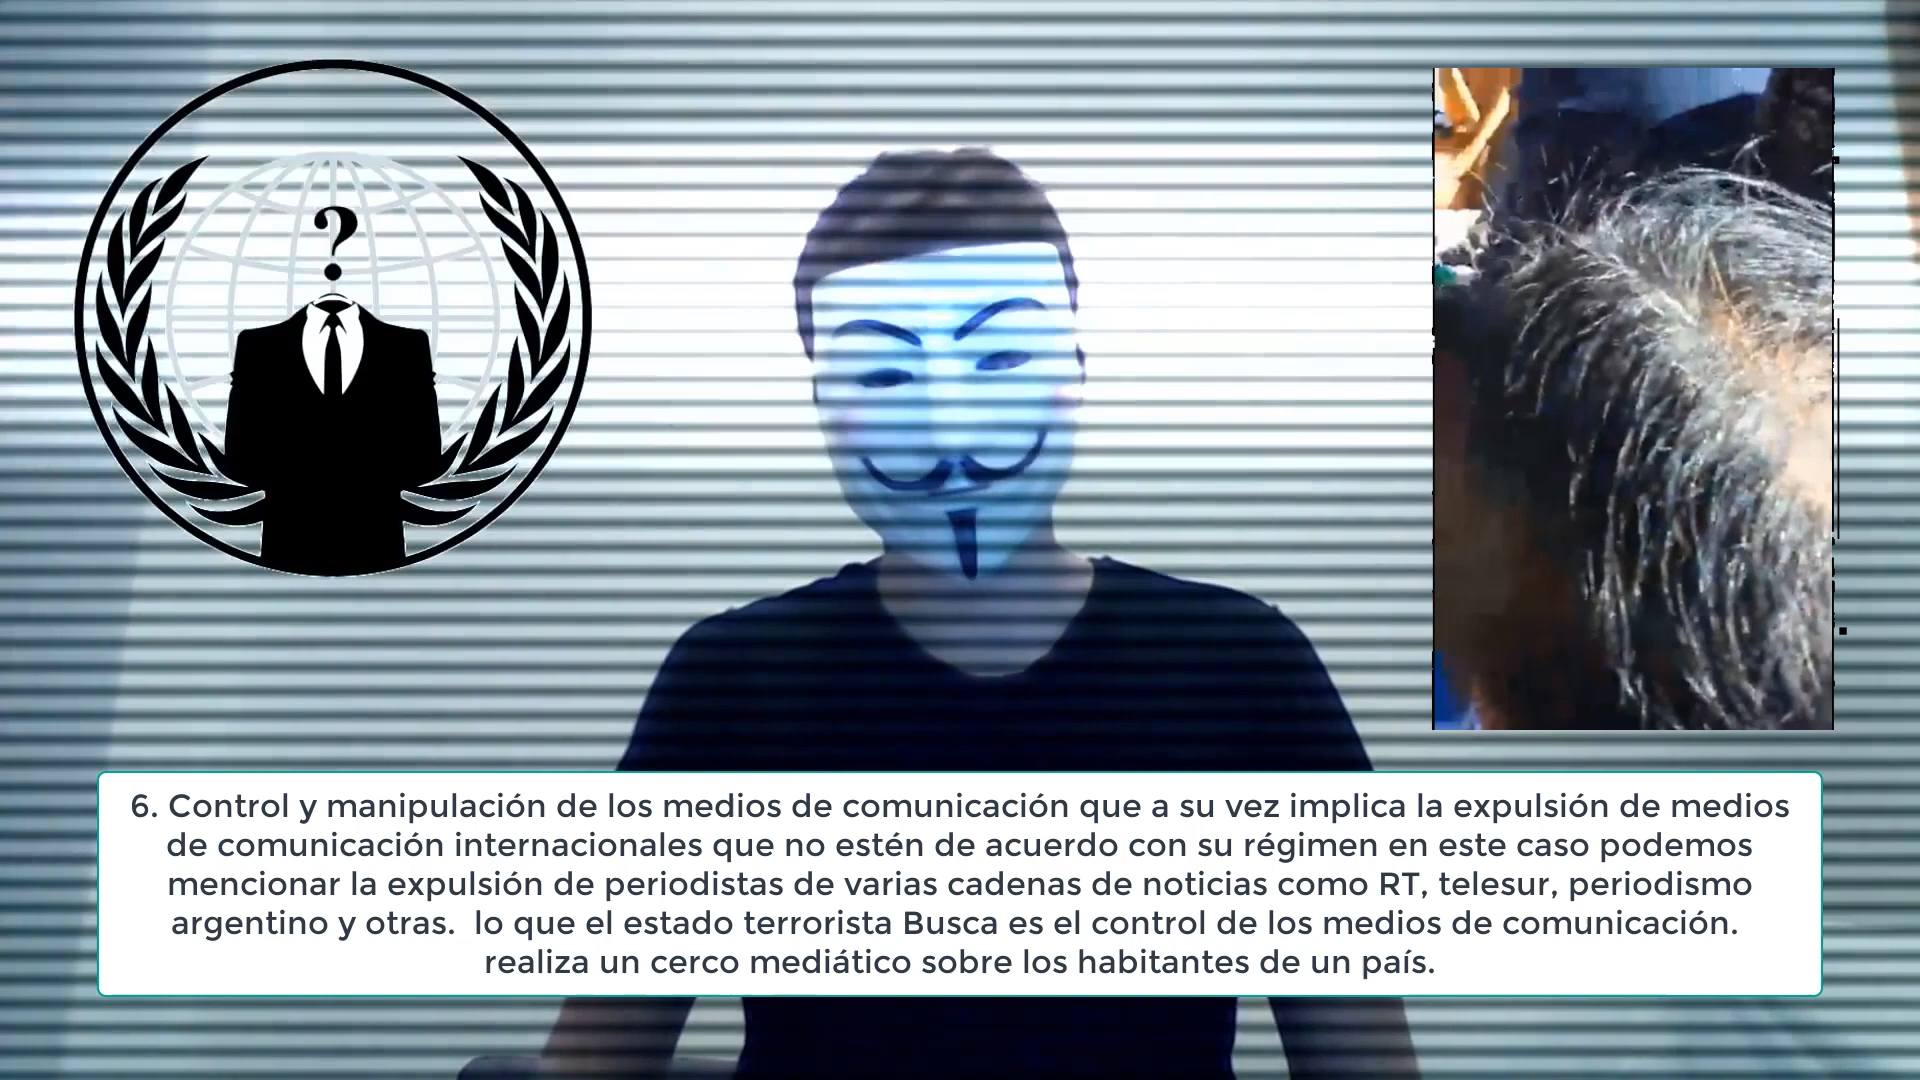 ?
6. Control y manipulación de los medios de comunicación que a su vez implica la expulsión de medios
de comunicación internacionales que no estén de acuerdo con su régimen en este caso podemos
mencionar la expulsión de periodistas de varias cadenas de noticias como RT, telesur, periodismo
argentino y otras.  lo que el estado terrorista Busca es el control de los medios de comunicación.
realiza un cerco mediático sobre los habitantes de un país.